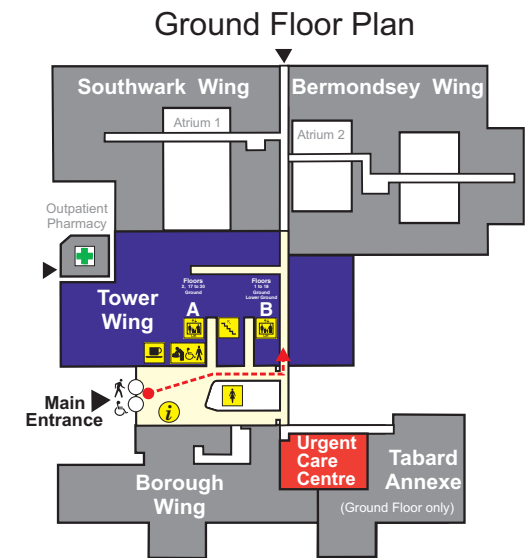 Ground Floor Plan
Southwark Wing
Bermondsey Wing
Atrium 1
Atrium 2
Outpatient
Pharmacy
Floors
2, 17 to 30
Ground
Floors
1 to 18
Ground
Lower Ground
Tower
Wing
A
B
Main
Entrance
i
Urgent
Care
Centre
Tabard
Annexe
(Ground Floor only)
Borough
Wing